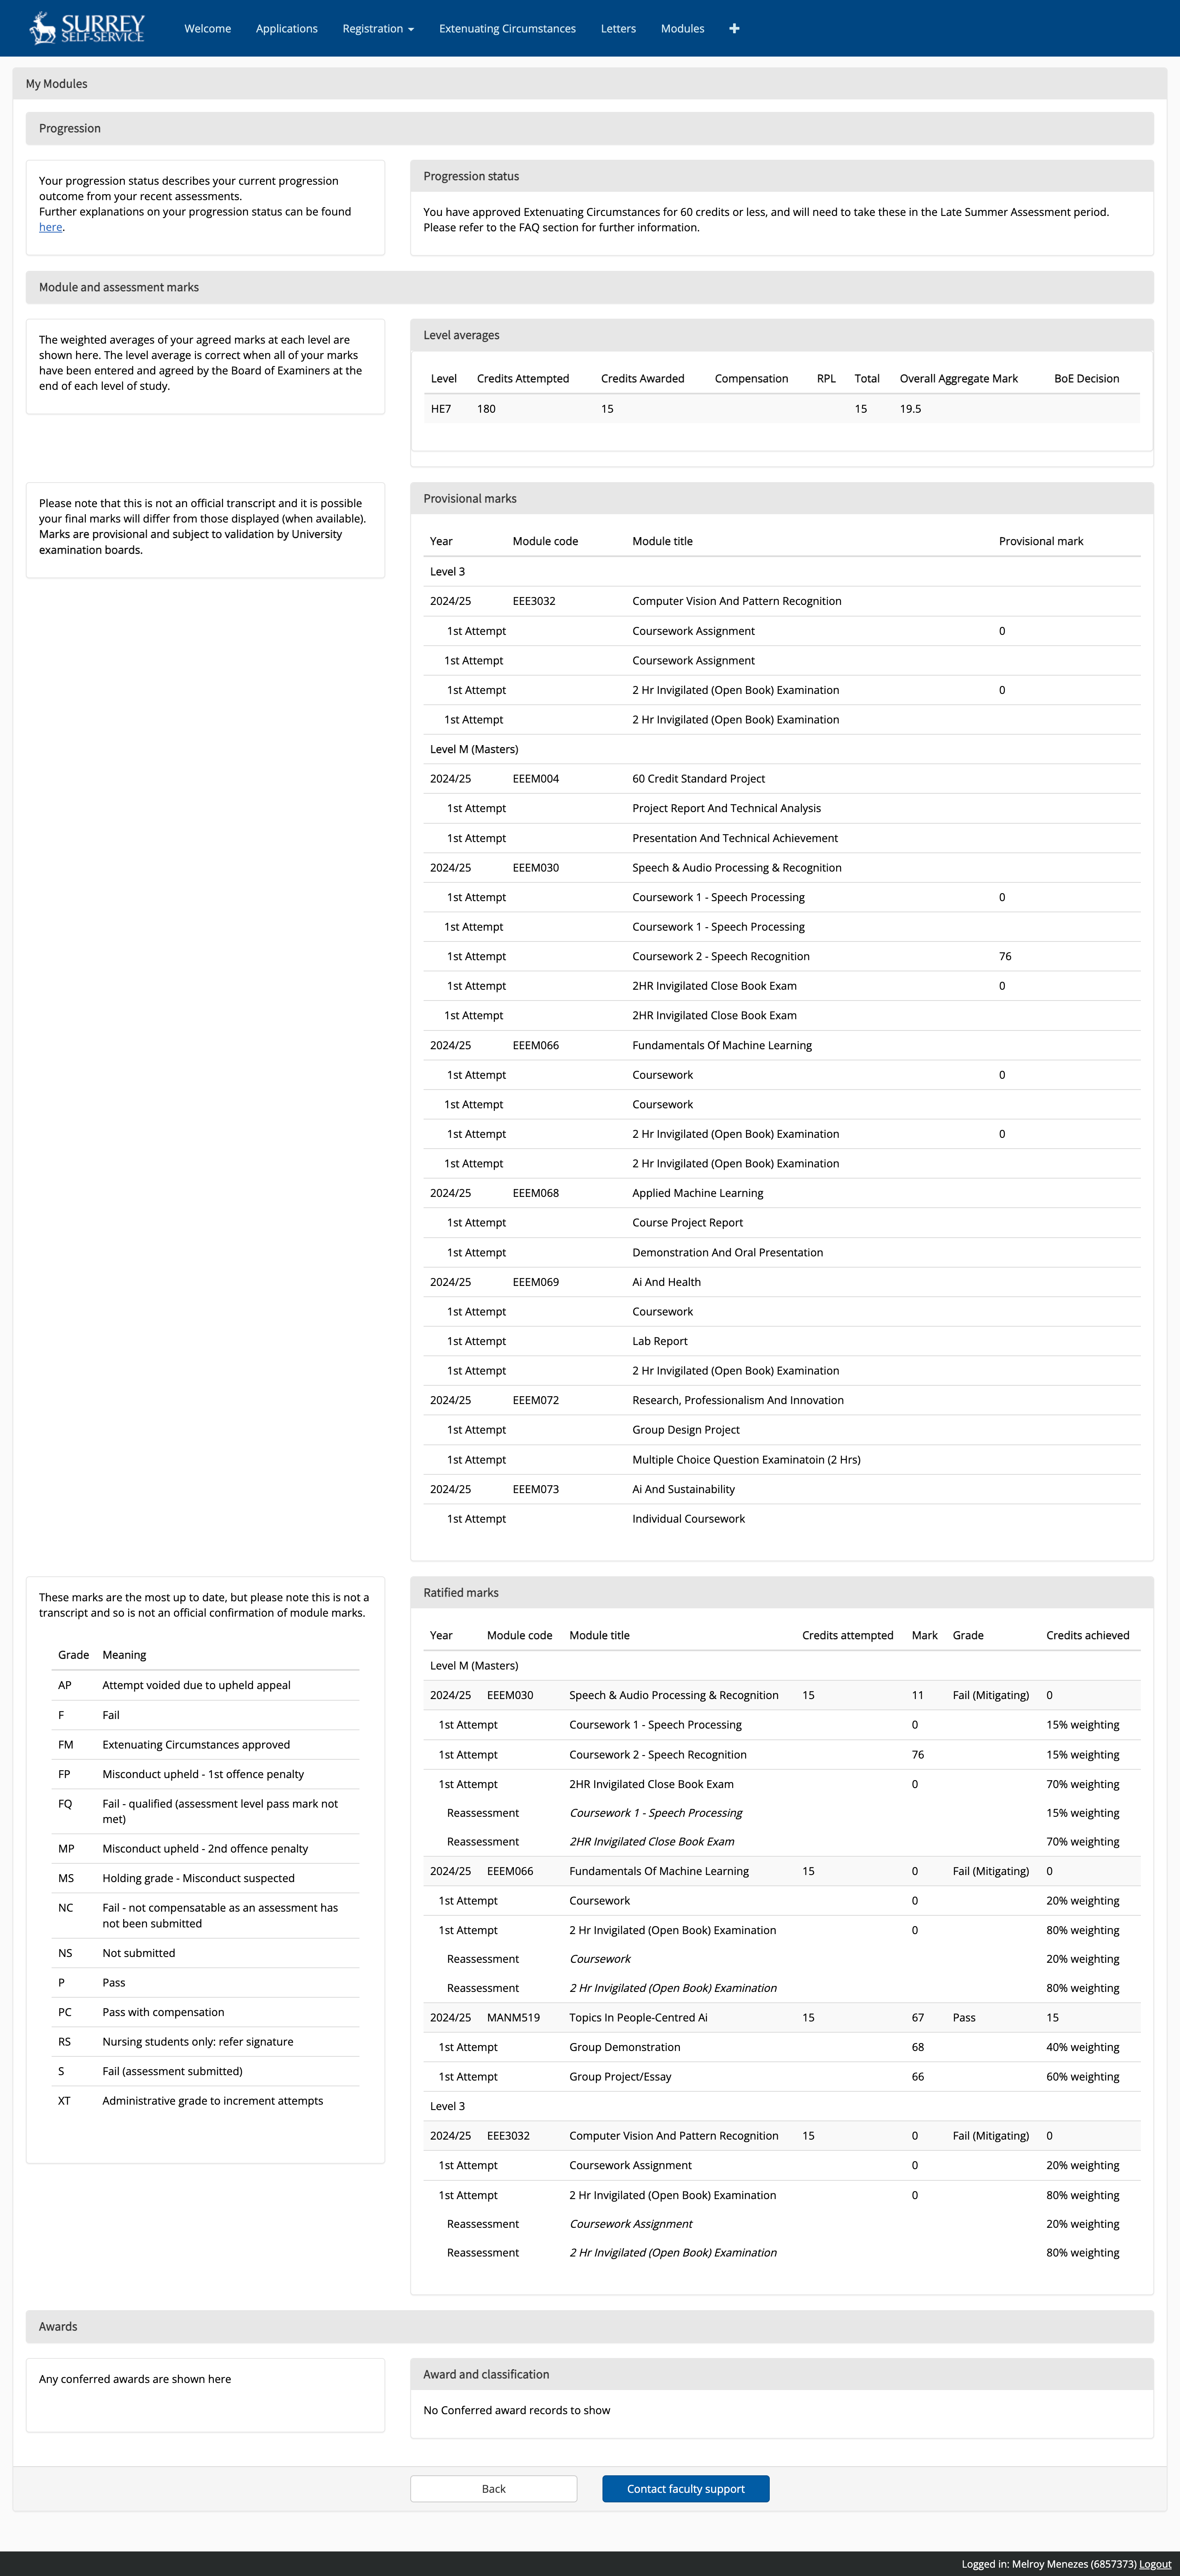 SURREY
SELF-SERVICE
Welcome Applications Registration Extenuating Circumstances Letters Modules +
My Modules
Progression
Your progression status describes your current progression
outcome from your recent assessments.
Further explanations on your progression status can be found
here.
Progression status
You have approved Extenuating Circumstances for 60 credits or less, and will need to take these in the Late Summer Assessment period.
Please refer to the FAQ section for further information.
Module and assessment marks
The weighted averages of your agreed marks at each level are
shown here. The level average is correct when all of your marks
have been entered and agreed by the Board of Examiners at the
end of each level of study.
Level averages
Level Credits Attempted Credits Awarded Compensation RPL Total Overall Aggregate Mark BoE Decision
HE7 180 15 15 19.5
Please note that this is not an official transcript and it is possible
your final marks will differ from those displayed (when available).
Marks are provisional and subject to validation by University
examination boards.
Provisional marks
Year Module code Module title Provisional mark
Level 3
2024/25 EEE3032 Computer Vision And Pattern Recognition
1st Attempt Coursework Assignment 0
1st Attempt Coursework Assignment
1st Attempt 2 Hr Invigilated (Open Book) Examination 0
1st Attempt 2 Hr Invigilated (Open Book) Examination
Level M (Masters)
2024/25 EEEM004 60 Credit Standard Project
1st Attempt Project Report And Technical Analysis
1st Attempt Presentation And Technical Achievement
2024/25 EEEM030 Speech & Audio Processing & Recognition
1st Attempt Coursework 1 - Speech Processing 0
1st Attempt Coursework 1 - Speech Processing
1st Attempt Coursework 2 - Speech Recognition 76
1st Attempt 2HR Invigilated Close Book Exam 0
1st Attempt 2HR Invigilated Close Book Exam
2024/25 EEEM066 Fundamentals Of Machine Learning
1st Attempt Coursework 0
1st Attempt Coursework
1st Attempt 2 Hr Invigilated (Open Book) Examination 0
1st Attempt 2 Hr Invigilated (Open Book) Examination
2024/25 EEEM068 Applied Machine Learning
1st Attempt Course Project Report
1st Attempt Demonstration And Oral Presentation
2024/25 EEEM069 Ai And Health
1st Attempt Coursework
1st Attempt Lab Report
1st Attempt 2 Hr Invigilated (Open Book) Examination
2024/25 EEEM072 Research, Professionalism And Innovation
1st Attempt Group Design Project
1st Attempt Multiple Choice Question Examinatoin (2 Hrs)
2024/25 EEEM073 Ai And Sustainability
1st Attempt Individual Coursework
These marks are the most up to date, but please note this is not a
transcript and so is not an official confirmation of module marks.
Grade Meaning
AP Attempt voided due to upheld appeal
F Fail
FM Extenuating Circumstances approved
FP Misconduct upheld - 1st offence penalty
FQ Fail - qualified (assessment level pass mark not
met)
MP Misconduct upheld - 2nd offence penalty
MS Holding grade - Misconduct suspected
NC Fail - not compensatable as an assessment has
not been submitted
NS Not submitted
P Pass
PC Pass with compensation
RS Nursing students only: refer signature
S Fail (assessment submitted)
XT Administrative grade to increment attempts
Ratified marks
Year Module code Module title Credits attempted Mark Grade Credits achieved
Level M (Masters)
2024/25 EEEM030 Speech & Audio Processing & Recognition 15 11 Fail (Mitigating) 0
1st Attempt Coursework 1 - Speech Processing 0 15% weighting
1st Attempt Coursework 2 - Speech Recognition 76 15% weighting
1st Attempt 2HR Invigilated Close Book Exam 0 70% weighting
Reassessment Coursework 1 - Speech Processing 15% weighting
Reassessment 2HR Invigilated Close Book Exam 70% weighting
2024/25 EEEM066 Fundamentals Of Machine Learning 15 0 Fail (Mitigating) 0
1st Attempt Coursework 0 20% weighting
1st Attempt 2 Hr Invigilated (Open Book) Examination 0 80% weighting
Reassessment Coursework 20% weighting
Reassessment 2 Hr Invigilated (Open Book) Examination 80% weighting
2024/25 MANM519 Topics In People-Centred Ai 15 67 Pass 15
1st Attempt Group Demonstration 68 40% weighting
1st Attempt Group Project/Essay 66 60% weighting
Level 3
2024/25 EEE3032 Computer Vision And Pattern Recognition 15 0 Fail (Mitigating) 0
1st Attempt Coursework Assignment 0 20% weighting
1st Attempt 2 Hr Invigilated (Open Book) Examination 0 80% weighting
Reassessment Coursework Assignment 20% weighting
Reassessment 2 Hr Invigilated (Open Book) Examination 80% weighting
Awards
Any conferred awards are shown here
Award and classification
No Conferred award records to show
Back Contact faculty support
Logged in: Melroy Menezes (6857373) Logout